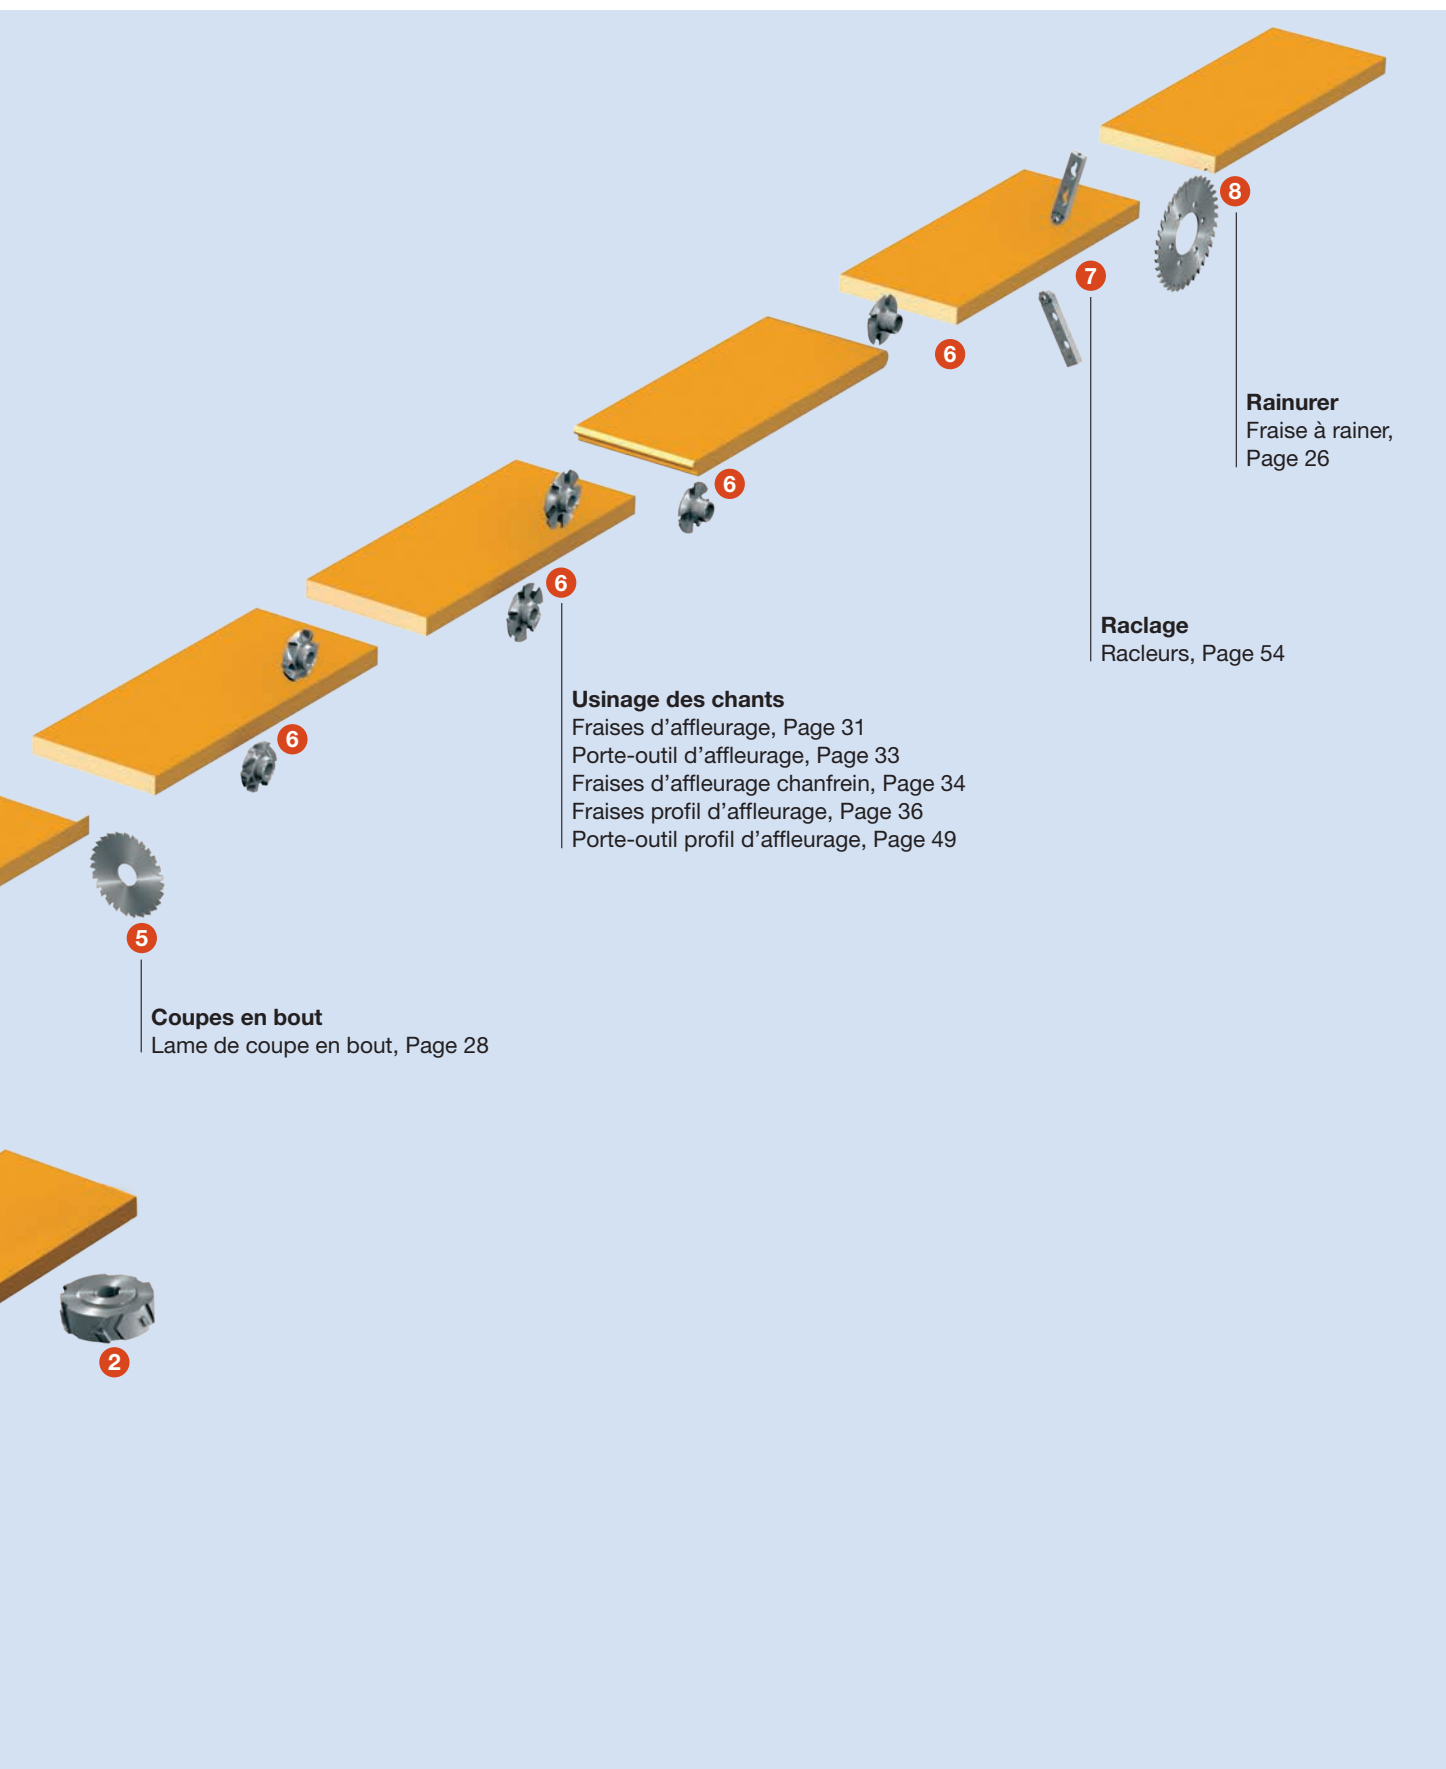 8
7
6
Rainurer
Fraise à rainer,
Page 26
6
6
Raclage
Racleurs, Page 54
Usinage des chants
Fraises d’affleurage, Page 31
Porte-outil d’affleurage, Page 33
Fraises d’affleurage chanfrein, Page 34
Fraises profil d’affleurage, Page 36
Porte-outil profil d’affleurage, Page 49
6
5
Coupes en bout
Lame de coupe en bout, Page 28
2